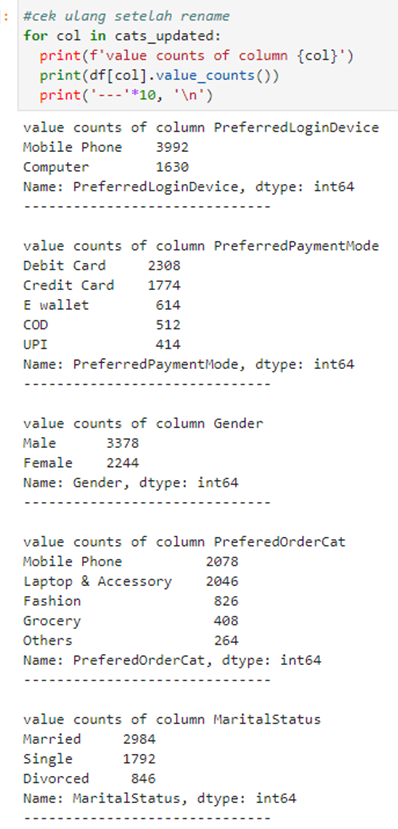 : #cek ulang setelah rename
for col in cats_updated:
  print(f'value counts of column {col}')
  print(df[col].value_counts())
  print('---'*10, '\n')
value counts of column PreferredLoginDevice
Mobile Phone    3992
Computer        1630
Name: PreferredLoginDevice, dtype: int64
------------------------------
value counts of column PreferredPaymentMode
Debit Card     2308
Credit Card    1774
E wallet        614
COD             512
UPI             414
Name: PreferredPaymentMode, dtype: int64
------------------------------
value counts of column Gender
Male      3378
Female    2244
Name: Gender, dtype: int64
------------------------------
value counts of column PreferedOrderCat
Mobile Phone          2078
Laptop & Accessory    2046
Fashion                826
Grocery                408
Others                 264
Name: PreferedOrderCat, dtype: int64
------------------------------
value counts of column MaritalStatus
Married     2984
Single      1792
Divorced     846
Name: MaritalStatus, dtype: int64
------------------------------